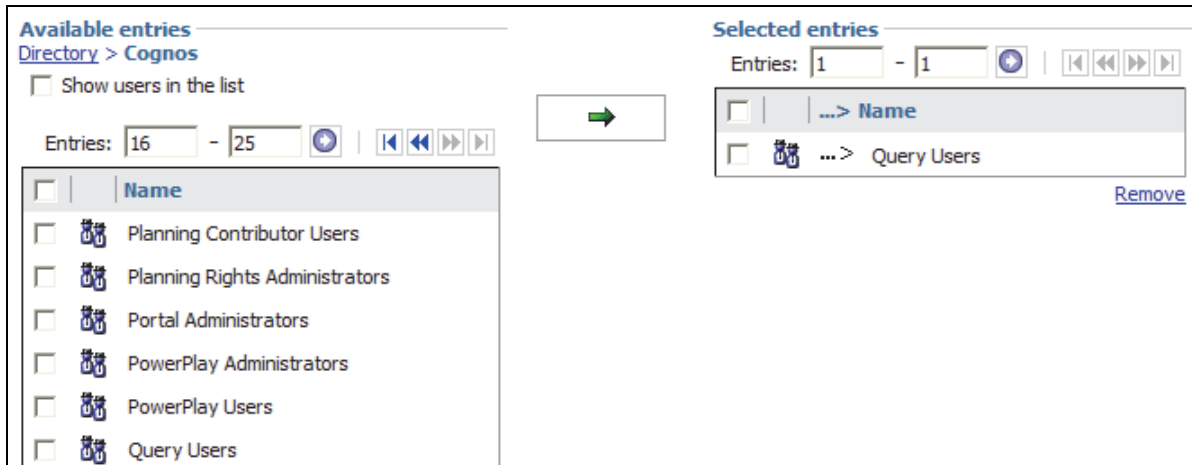 Available entries
Directory > Cognos
Show users in the list
Entries: 16 - 25
Name
Planning Contributor Users
Planning Rights Administrators
Portal Administrators
PowerPlay Administrators
PowerPlay Users
Query Users
Selected entries
Entries: 1 - 1
...> Name
...> Query Users
Remove